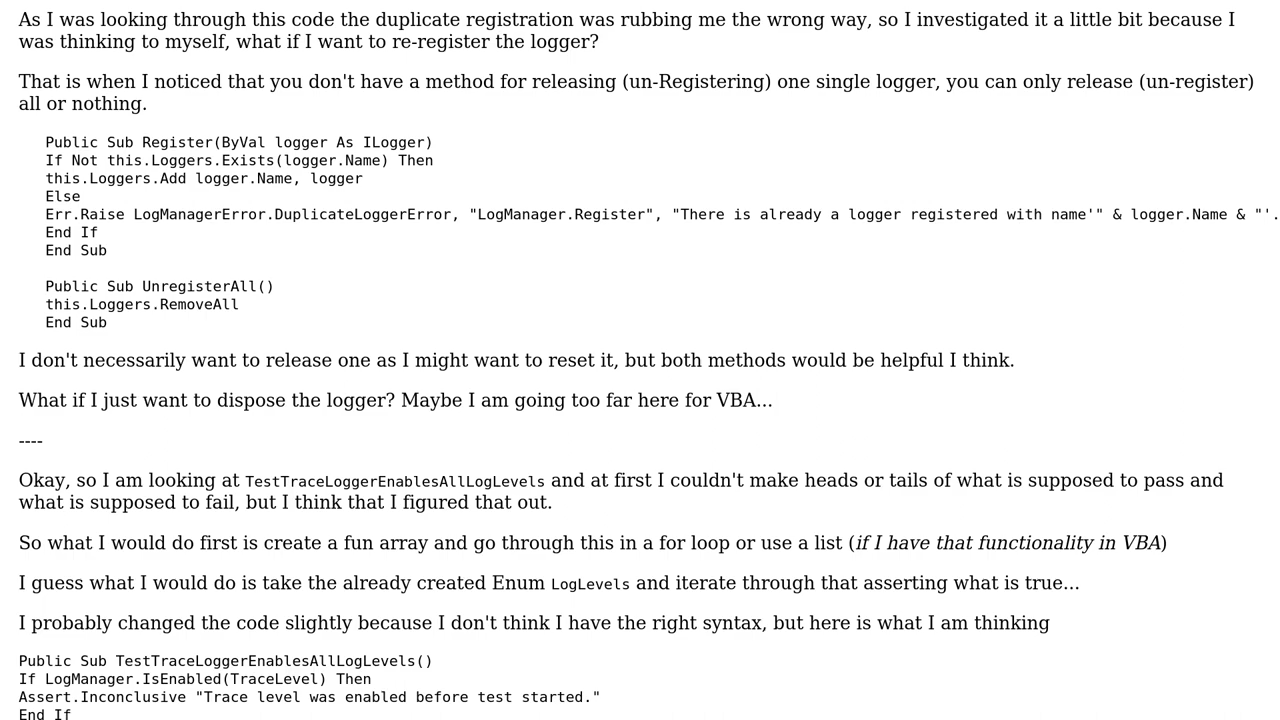 As I was looking through this code the duplicate registration was rubbing me the wrong way, so I investigated it a little bit because I
was thinking to myself, what if I want to re-register the logger?
That is when I noticed that you don't have a method for releasing (un-Registering) one single logger, you can only release (un-register)
all or nothing.
Public Sub Register(ByVal logger As ILogger)
If Not this.Loggers.Exists(logger.Name) Then
this.Loggers.Add logger.Name, logger
Else
Err.Raise LogManagerError.DuplicateLoggerError, "LogManager.Register", "There is already a logger registered with name'" & logger.Name & "'.
End If
End Sub
Public Sub UnregisterAll()
this.Loggers.RemoveAll
End Sub
I don't necessarily want to release one as I might want to reset it, but both methods would be helpful I think.
What if I just want to dispose the logger? Maybe I am going too far here for VBA...
----
Okay, so I am looking at TestTraceLoggerEnablesAllLogLevels and at first I couldn't make heads or tails of what is supposed to pass and
what is supposed to fail, but I think that I figured that out.
So what I would do first is create a fun array and go through this in a for loop or use a list (if I have that functionality in VBA)
I guess what I would do is take the already created Enum LogLevels and iterate through that asserting what is true...
I probably changed the code slightly because I don't think I have the right syntax, but here is what I am thinking
Public Sub TestTraceLoggerEnablesAllLogLevels()
If LogManager.IsEnabled(TraceLevel) Then
Assert.Inconclusive "Trace level was enabled before test started."
End If